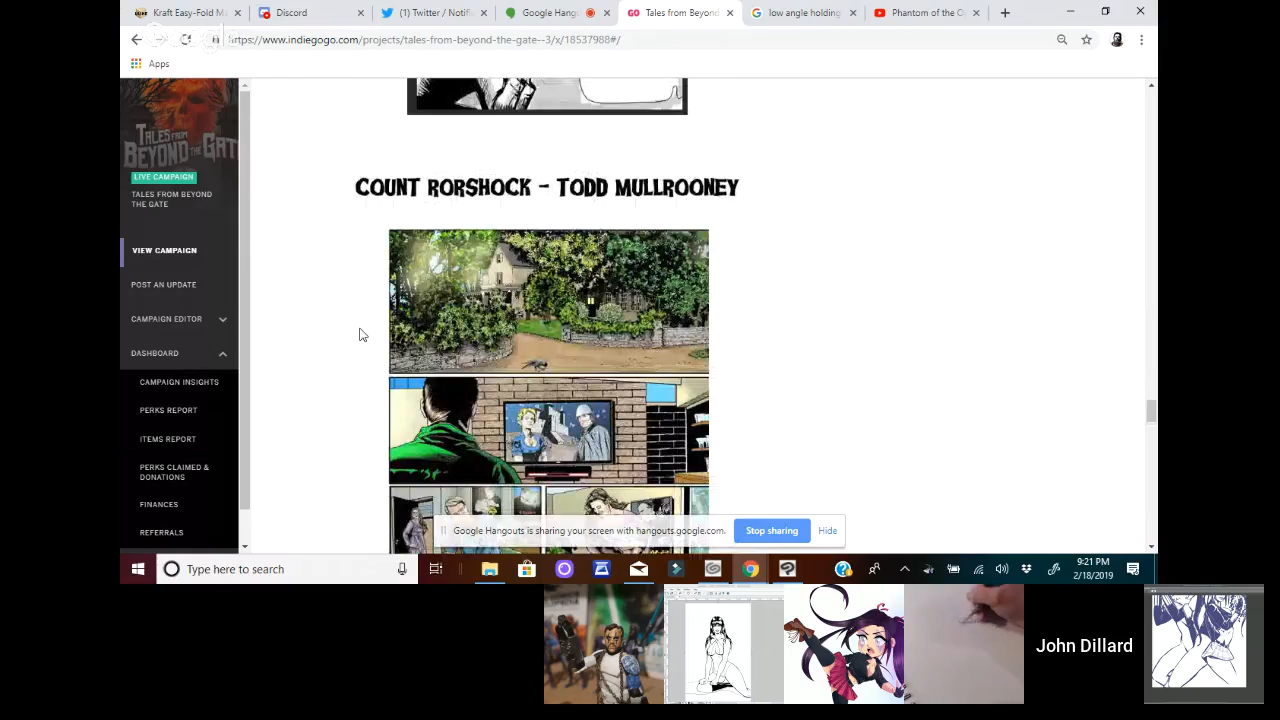 Kraft Easy-Fold M
Discord
(1) Twitter / Notific
Google Hang
GO Tales from Beyond
low angle holding
Phantom of the O
https://www.indiegogo.com/projects/tales-from-beyond-the-gate--3/x/18537988#/
Apps
TALES FROM BEYOND THE GATE
LIVE CAMPAIGN
TALES FROM BEYOND
THE GATE
VIEW CAMPAIGN
POST AN UPDATE
CAMPAIGN EDITOR
DASHBOARD
CAMPAIGN INSIGHTS
PERKS REPORT
ITEMS REPORT
PERKS CLAIMED &
DONATIONS
FINANCES
REFERRALS
COUNT RORSHOCK - TODD MULLROONEY
Google Hangouts is sharing your screen with hangouts.google.com.
Stop sharing
Hide
Type here to search
9:21 PM
2/18/2019
John Dillard